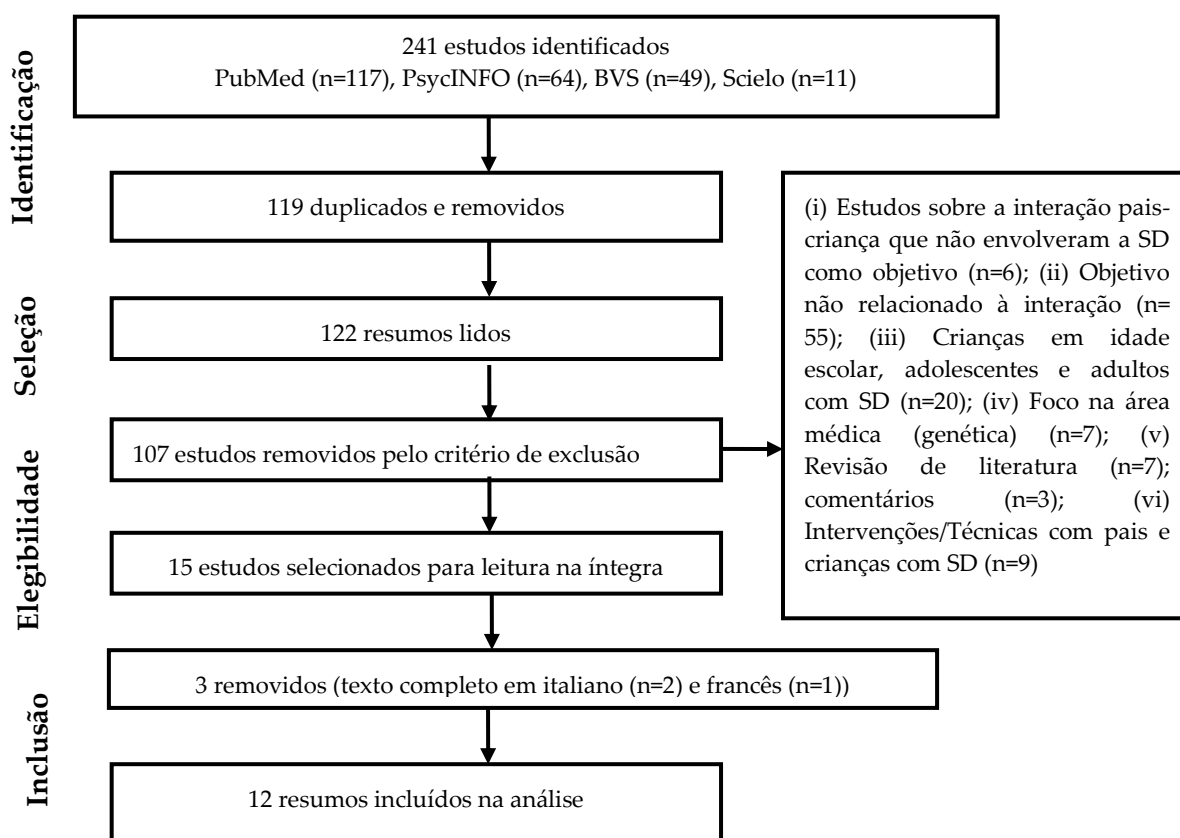 Identificação
241 estudos identificados
PubMed (n=117), PsycINFO (n=64), BVS (n=49), Scielo (n=11)
119 duplicados e removidos
Seleção
122 resumos lidos
Elegibilidade
107 estudos removidos pelo critério de exclusão
(i) Estudos sobre a interação pais-
criança que não envolveram a SD
como objetivo (n=6); (ii) Objetivo
não relacionado à interação (n=
55); (iii) Crianças em idade
escolar, adolescentes e adultos
com SD (n=20); (iv) Foco na área
médica (genética) (n=7); (v)
Revisão de literatura (n=7);
comentários (n=3); (vi)
Intervenções/Técnicas com pais e
crianças com SD (n=9)
15 estudos selecionados para leitura na íntegra
Inclusão
3 removidos (texto completo em italiano (n=2) e francês (n=1))
12 resumos incluídos na análise